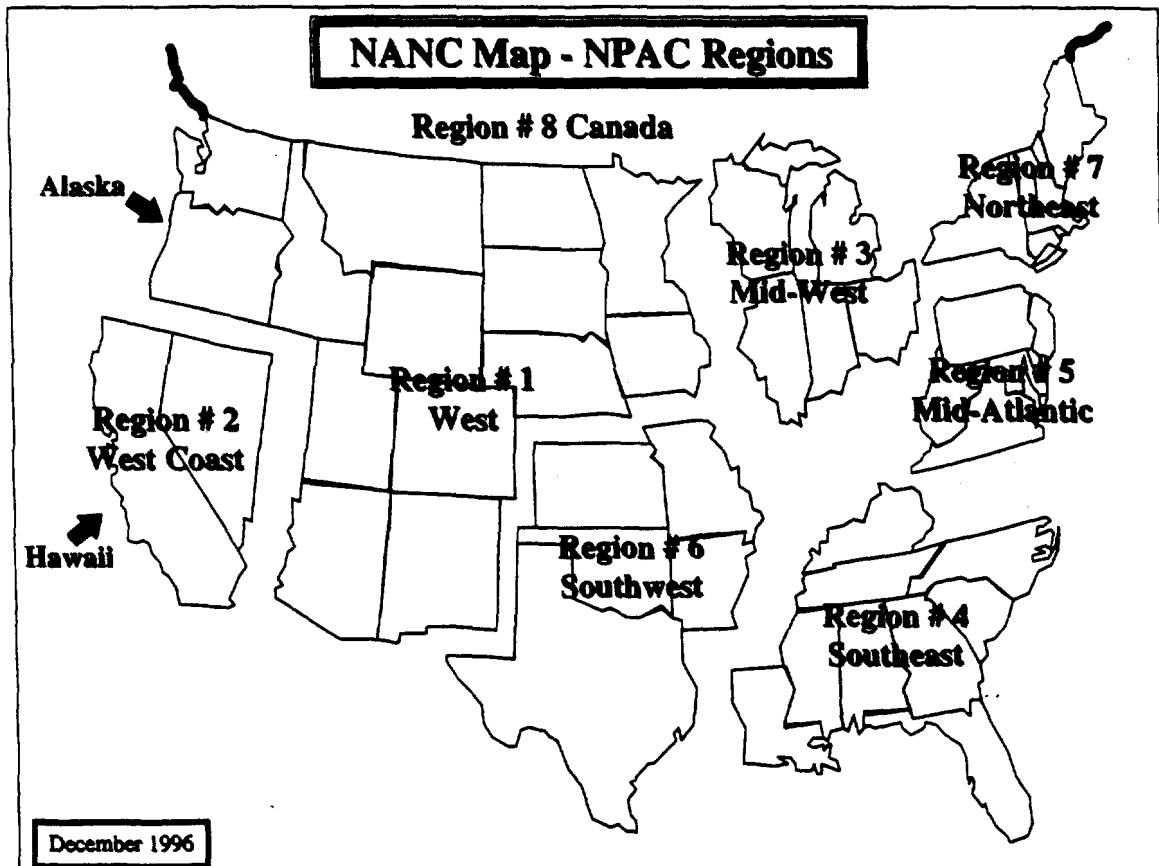 NANC Map - NPAC Regions
Region # 8 Canada
Alaska
Region # 7
Northeast
Region # 3
Mid-West
Region # 1
West
Region # 5
Mid-Atlantic
Region # 2
West Coast
Hawaii
Region # 6
Southwest
Region # 4
Southeast
December 1996